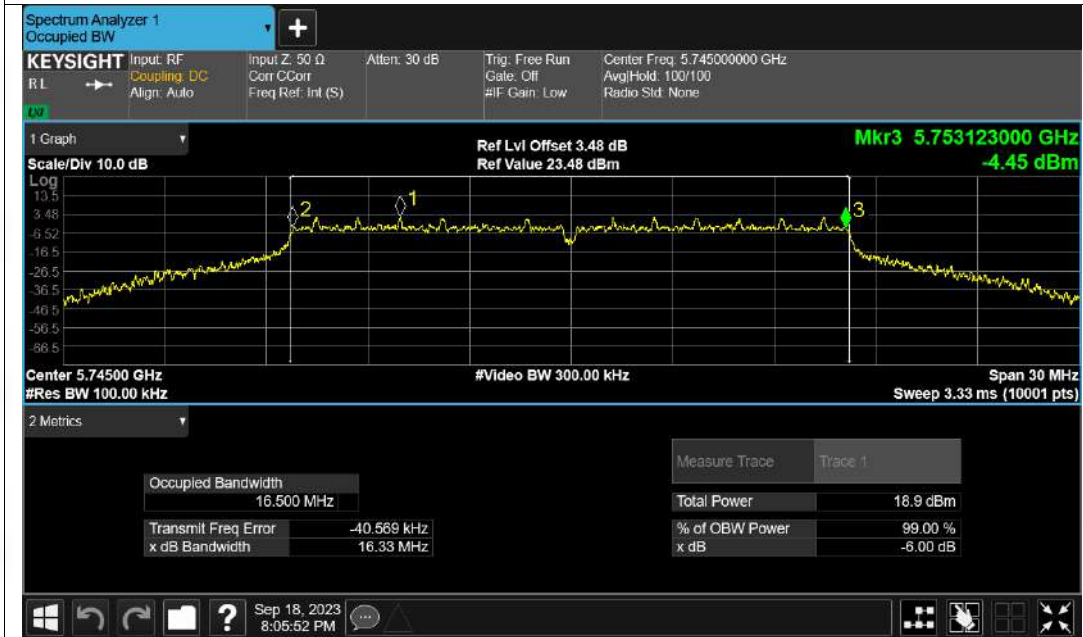 Spectrum Analyzer 1
Occupied BW
+
KEYSIGHT
Input: RF
Coupling: DC
Align: Auto
R L
LXI
Input Z: 50 Ω
Corr CCorr
Freq Ref: Int (S)
Atten: 30 dB
Trig: Free Run
Gate: Off
#IF Gain: Low
Center Freq: 5.745000000 GHz
Avg|Hold: 100/100
Radio Std: None
1 Graph
Scale/Div 10.0 dB
Ref Lvl Offset 3.48 dB
Ref Value 23.48 dBm
Mkr3 5.753123000 GHz
-4.45 dBm
Log
13.5
3.48
-6.52
-16.5
-26.5
-36.5
-46.5
-56.5
-66.5
2
1
3
Center 5.74500 GHz
#Res BW 100.00 kHz
#Video BW 300.00 kHz
Span 30 MHz
Sweep 3.33 ms (10001 pts)
2 Metrics
Occupied Bandwidth
16.500 MHz
Transmit Freq Error -40.569 kHz
x dB Bandwidth 16.33 MHz
Measure Trace Trace 1
Total Power 18.9 dBm
% of OBW Power 99.00 %
x dB -6.00 dB
?
Sep 18, 2023
8:05:52 PM